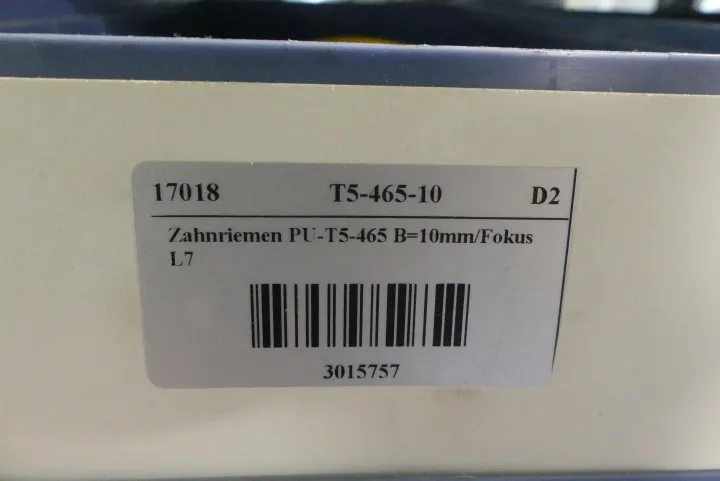 17018 T5-465-10 D2
Zahnriemen PU-T5-465 B=10mm/Fokus
L7
3015757